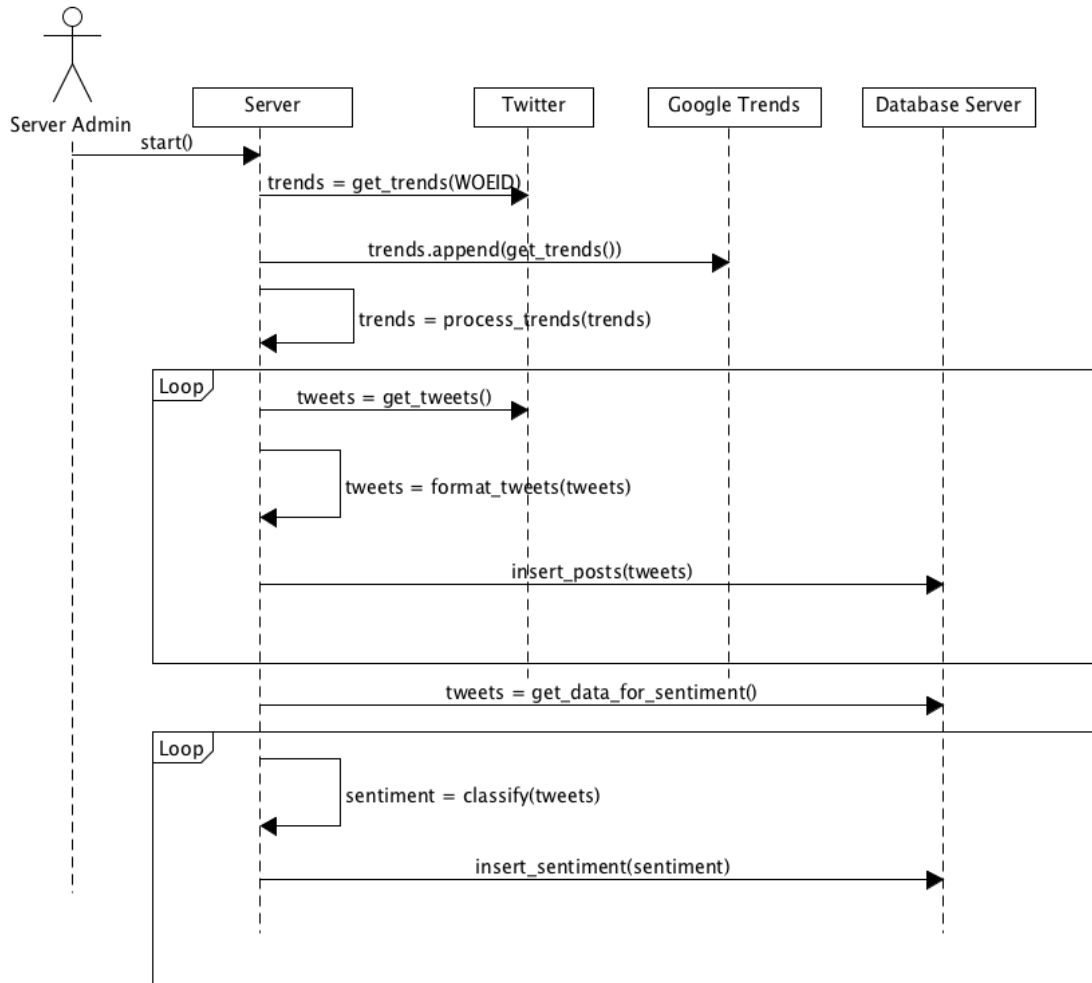 Server Admin
Server
Twitter
Google Trends
Database Server
start()
trends = get_trends(WOEID)
trends.append(get_trends())
trends = process_trends(trends)
Loop
tweets = get_tweets()
tweets = format_tweets(tweets)
insert_posts(tweets)
tweets = get_data_for_sentiment()
Loop
sentiment = classify(tweets)
insert_sentiment(sentiment)